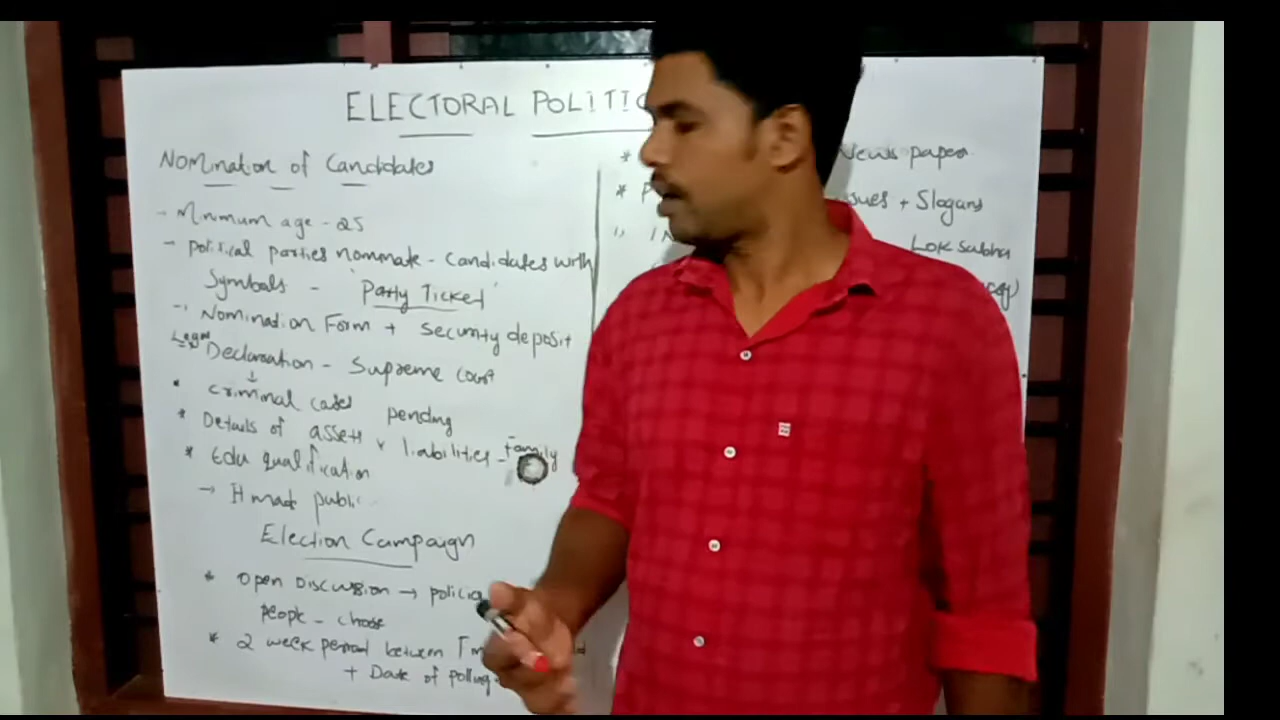 ELECTORAL POLITIC
Nomination of Candidates
- Minimum age - 25
- Political parties nominate - candidates with
Symbols - 'Party Ticket'
- Nomination Form + Security deposit
Legal Declaration - Supreme Court
* criminal cases pending
* Details of assets & liabilities - Family
* Edu qualification
→ It made public
Election Campaign
* Open Discussion →
people - choose
* 2 week period between
+ Date of polling
* News paper
* + Slogans
Lok sabha